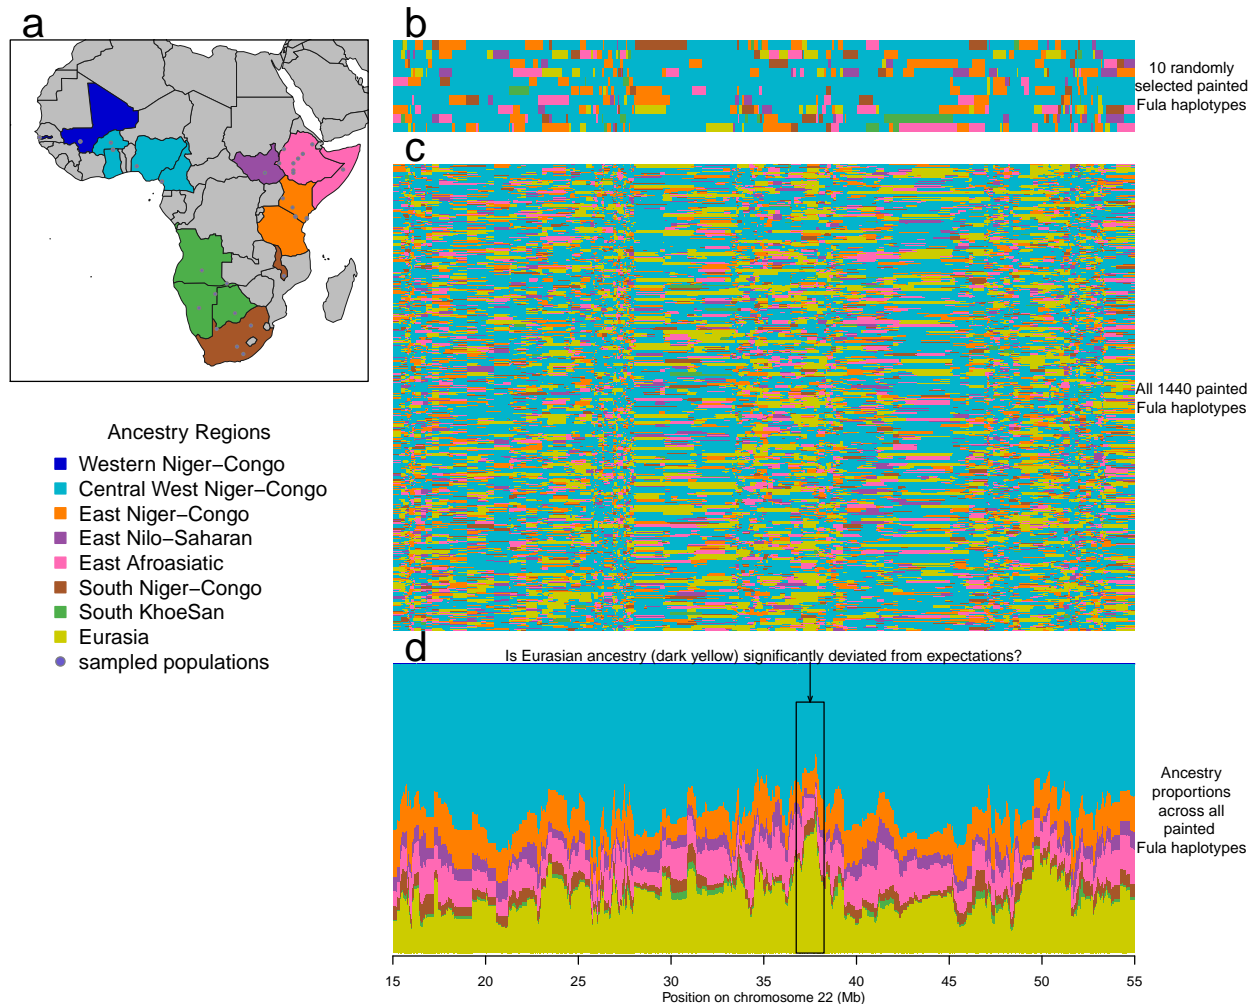 a
b
10 randomly
selected painted
Fula haplotypes
c
All 1440 painted
Fula haplotypes
Ancestry Regions
Western Niger−Congo
Central West Niger−Congo
East Niger−Congo
East Nilo−Saharan
East Afroasiatic
South Niger−Congo
South KhoeSan
Eurasia
sampled populations
d
Is Eurasian ancestry (dark yellow) significantly deviated from expectations?
Ancestry
proportions
across all
painted
Fula haplotypes
15 20 25 30 35 40 45 50 55
Position on chromosome 22 (Mb)